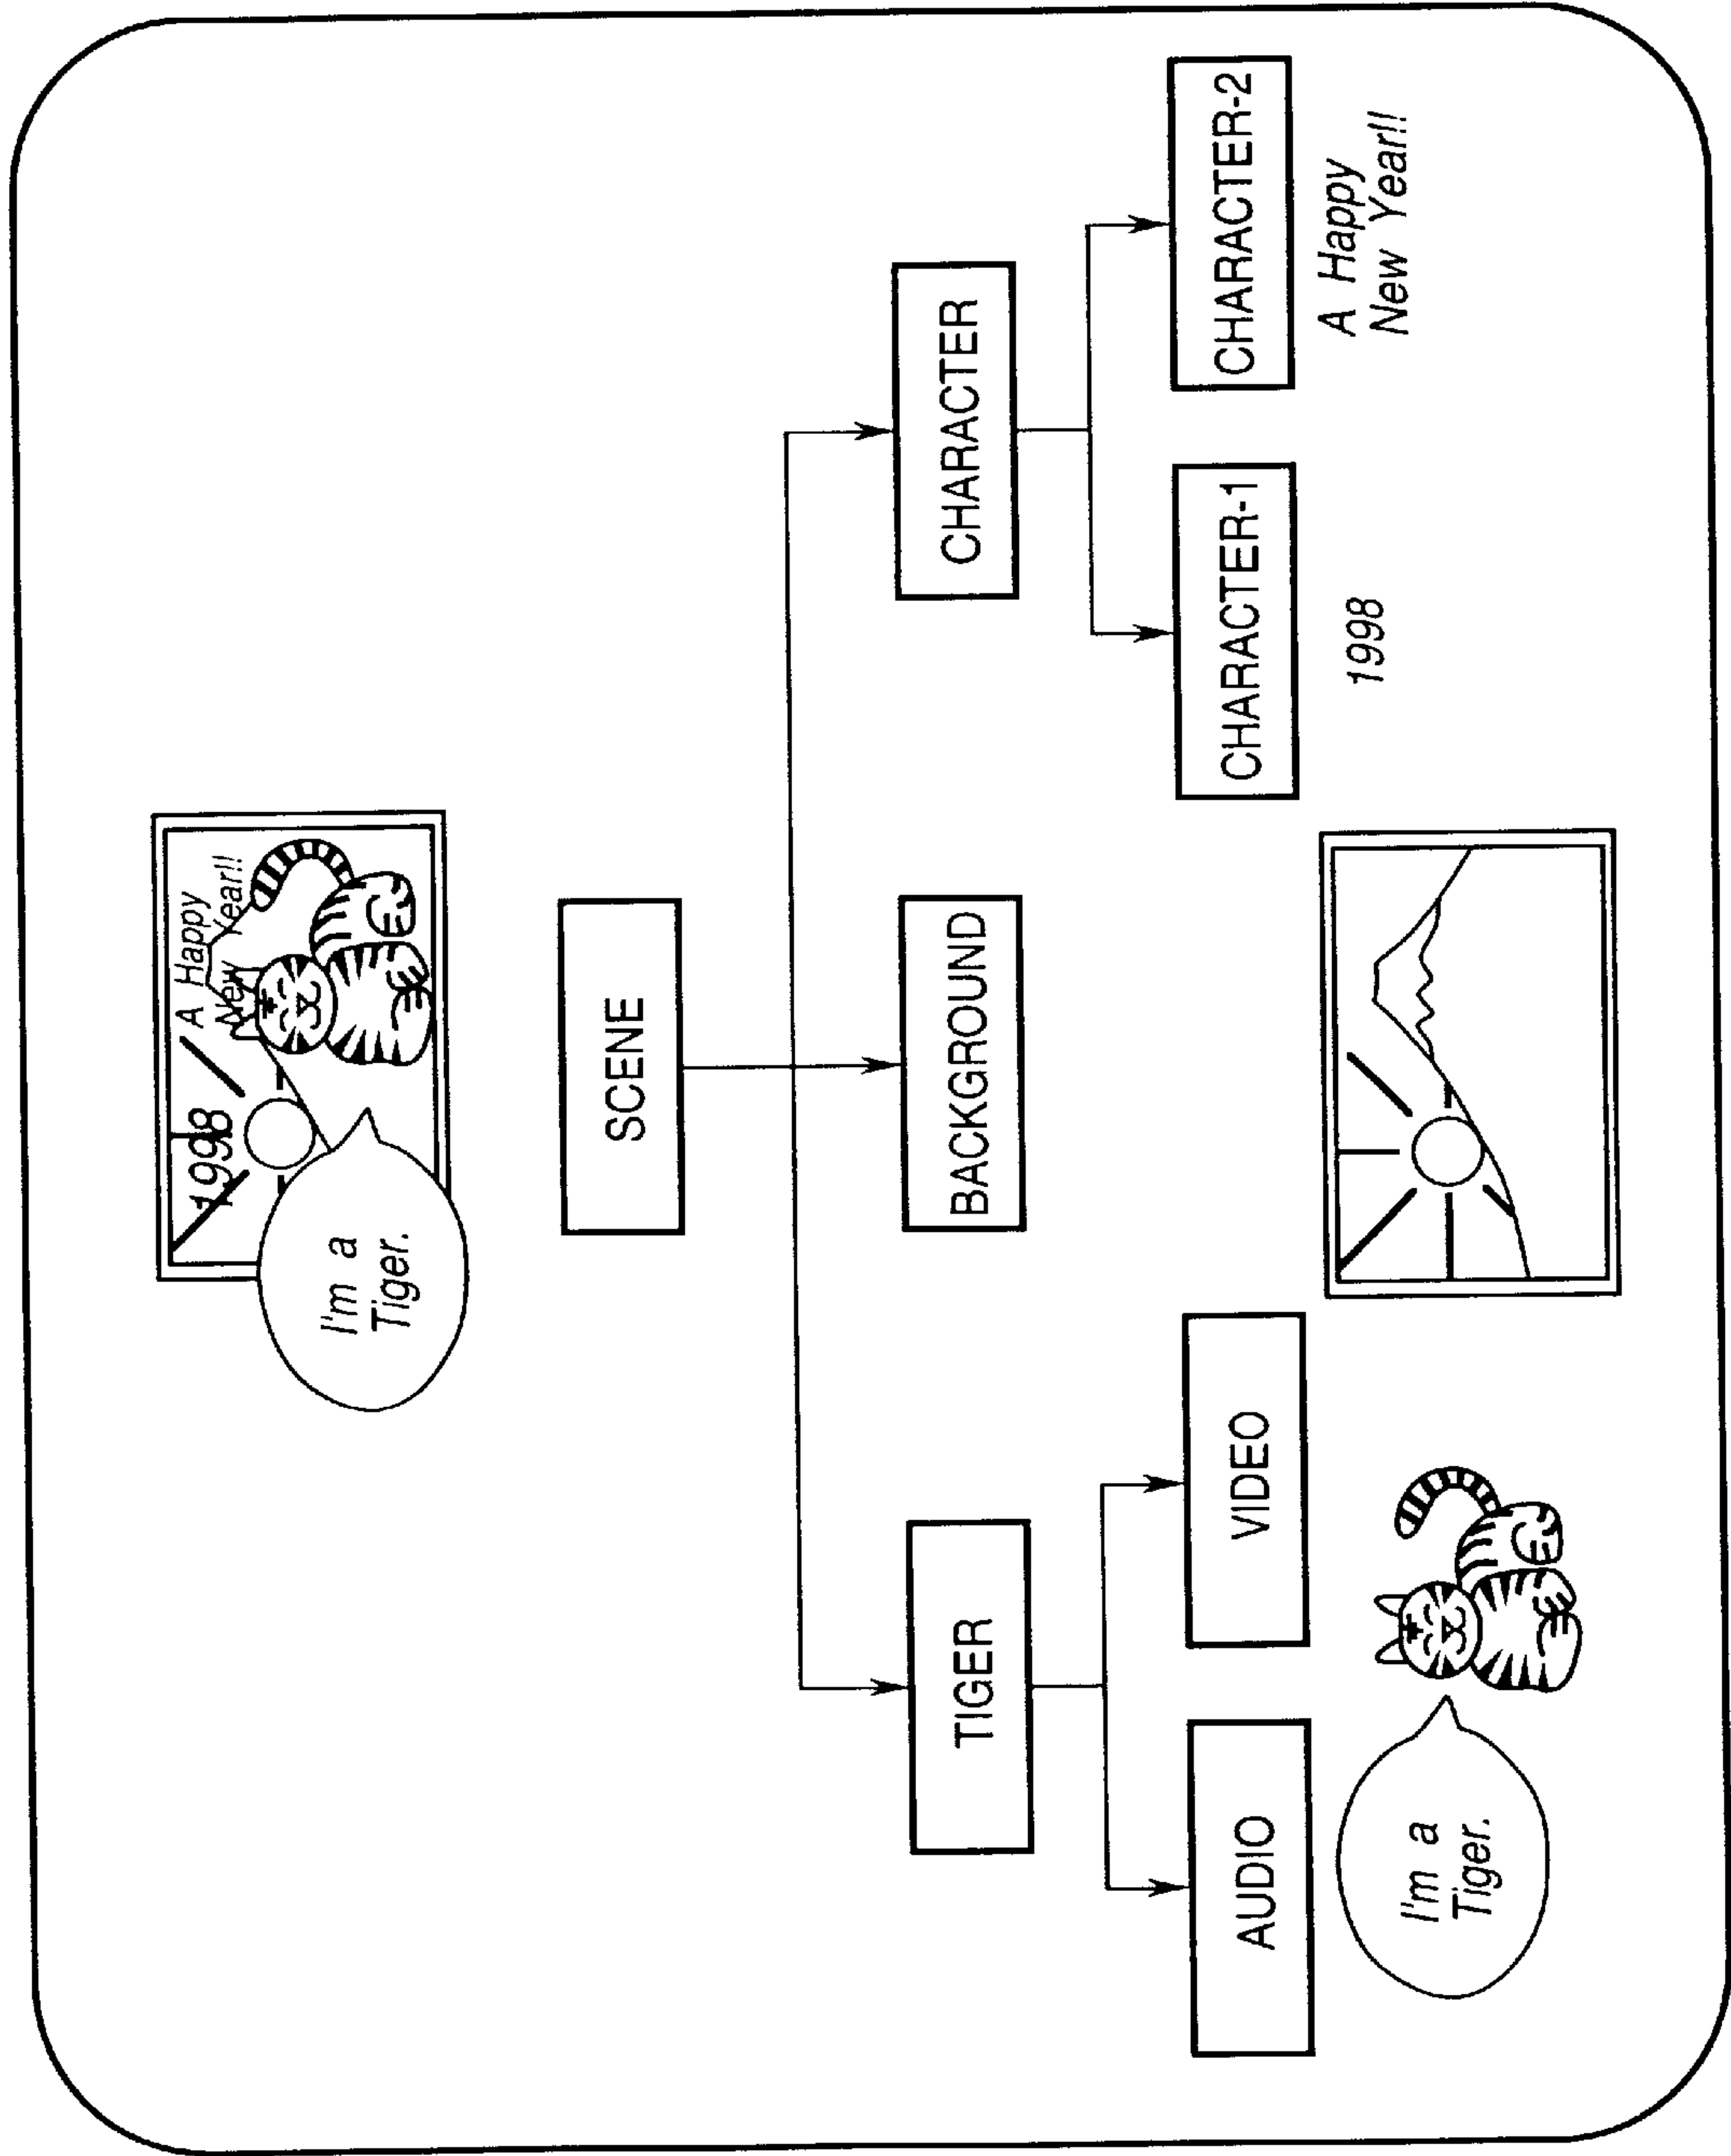 1998
A Happy
New Year!!
I'm a
Tiger.
SCENE
TIGER
BACKGROUND
CHARACTER
AUDIO
VIDEO
CHARACTER-1
CHARACTER-2
I'm a
Tiger.
1998
A Happy
New Year!!